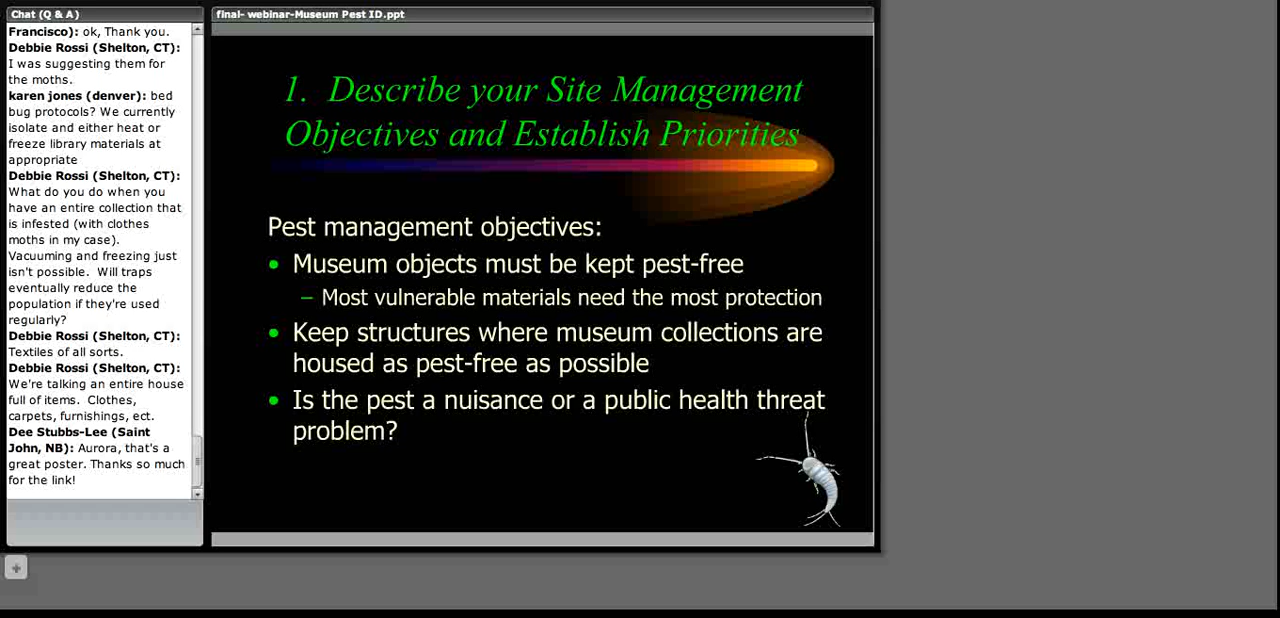 Chat (Q & A)
Francisco): ok, Thank you.
Debbie Rossi (Shelton, CT):
I was suggesting them for
the moths.
karen jones (denver): bed
bug protocols? We currently
isolate and either heat or
freeze library materials at
appropriate
Debbie Rossi (Shelton, CT):
What do you do when you
have an entire collection that
is infested (with clothes
moths in my case).
Vacuuming and freezing just
isn't possible. Will traps
eventually reduce the
population if they're used
regularly?
Debbie Rossi (Shelton, CT):
Textiles of all sorts.
Debbie Rossi (Shelton, CT):
We're talking an entire house
full of items. Clothes,
carpets, furnishings, ect.
Dee Stubbs-Lee (Saint
John, NB): Aurora, that's a
great poster. Thanks so much
for the link!
final- webinar-Museum Pest ID.ppt
1. Describe your Site Management
Objectives and Establish Priorities
Pest management objectives:
• Museum objects must be kept pest-free
– Most vulnerable materials need the most protection
• Keep structures where museum collections are
housed as pest-free as possible
• Is the pest a nuisance or a public health threat
problem?